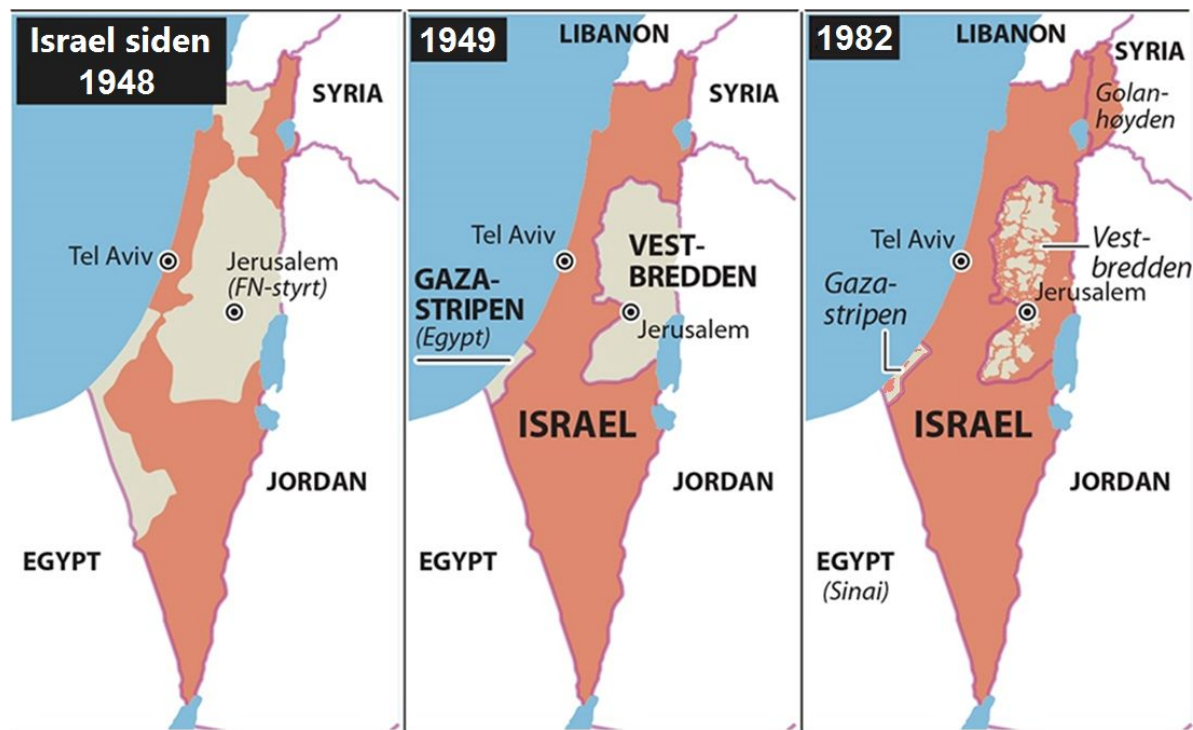 Israel siden
1948
SYRIA
Tel Aviv
Jerusalem
(FN-styrt)
JORDAN
EGYPT
1949
LIBANON
SYRIA
Tel Aviv
VEST-
BREDDEN
GAZA-
STRIPEN
(Egypt)
Jerusalem
ISRAEL
JORDAN
EGYPT
1982
LIBANON
SYRIA
Golan-
høyden
Tel Aviv
Vest-
bredden
Gaza-
stripen
Jerusalem
ISRAEL
JORDAN
EGYPT
(Sinai)